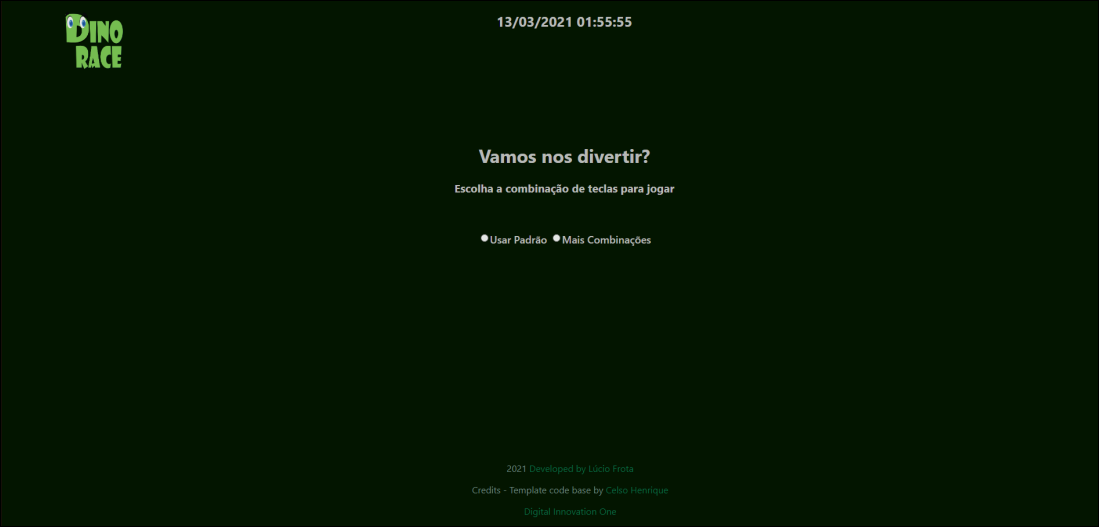 DINO
RACE
13/03/2021 01:55:55
Vamos nos divertir?
Escolha a combinação de teclas para jogar
Usar Padrão Mais Combinações
2021 Developed by Lúcio Frota
Credits - Template code base by Celso Henrique
Digital Innovation One